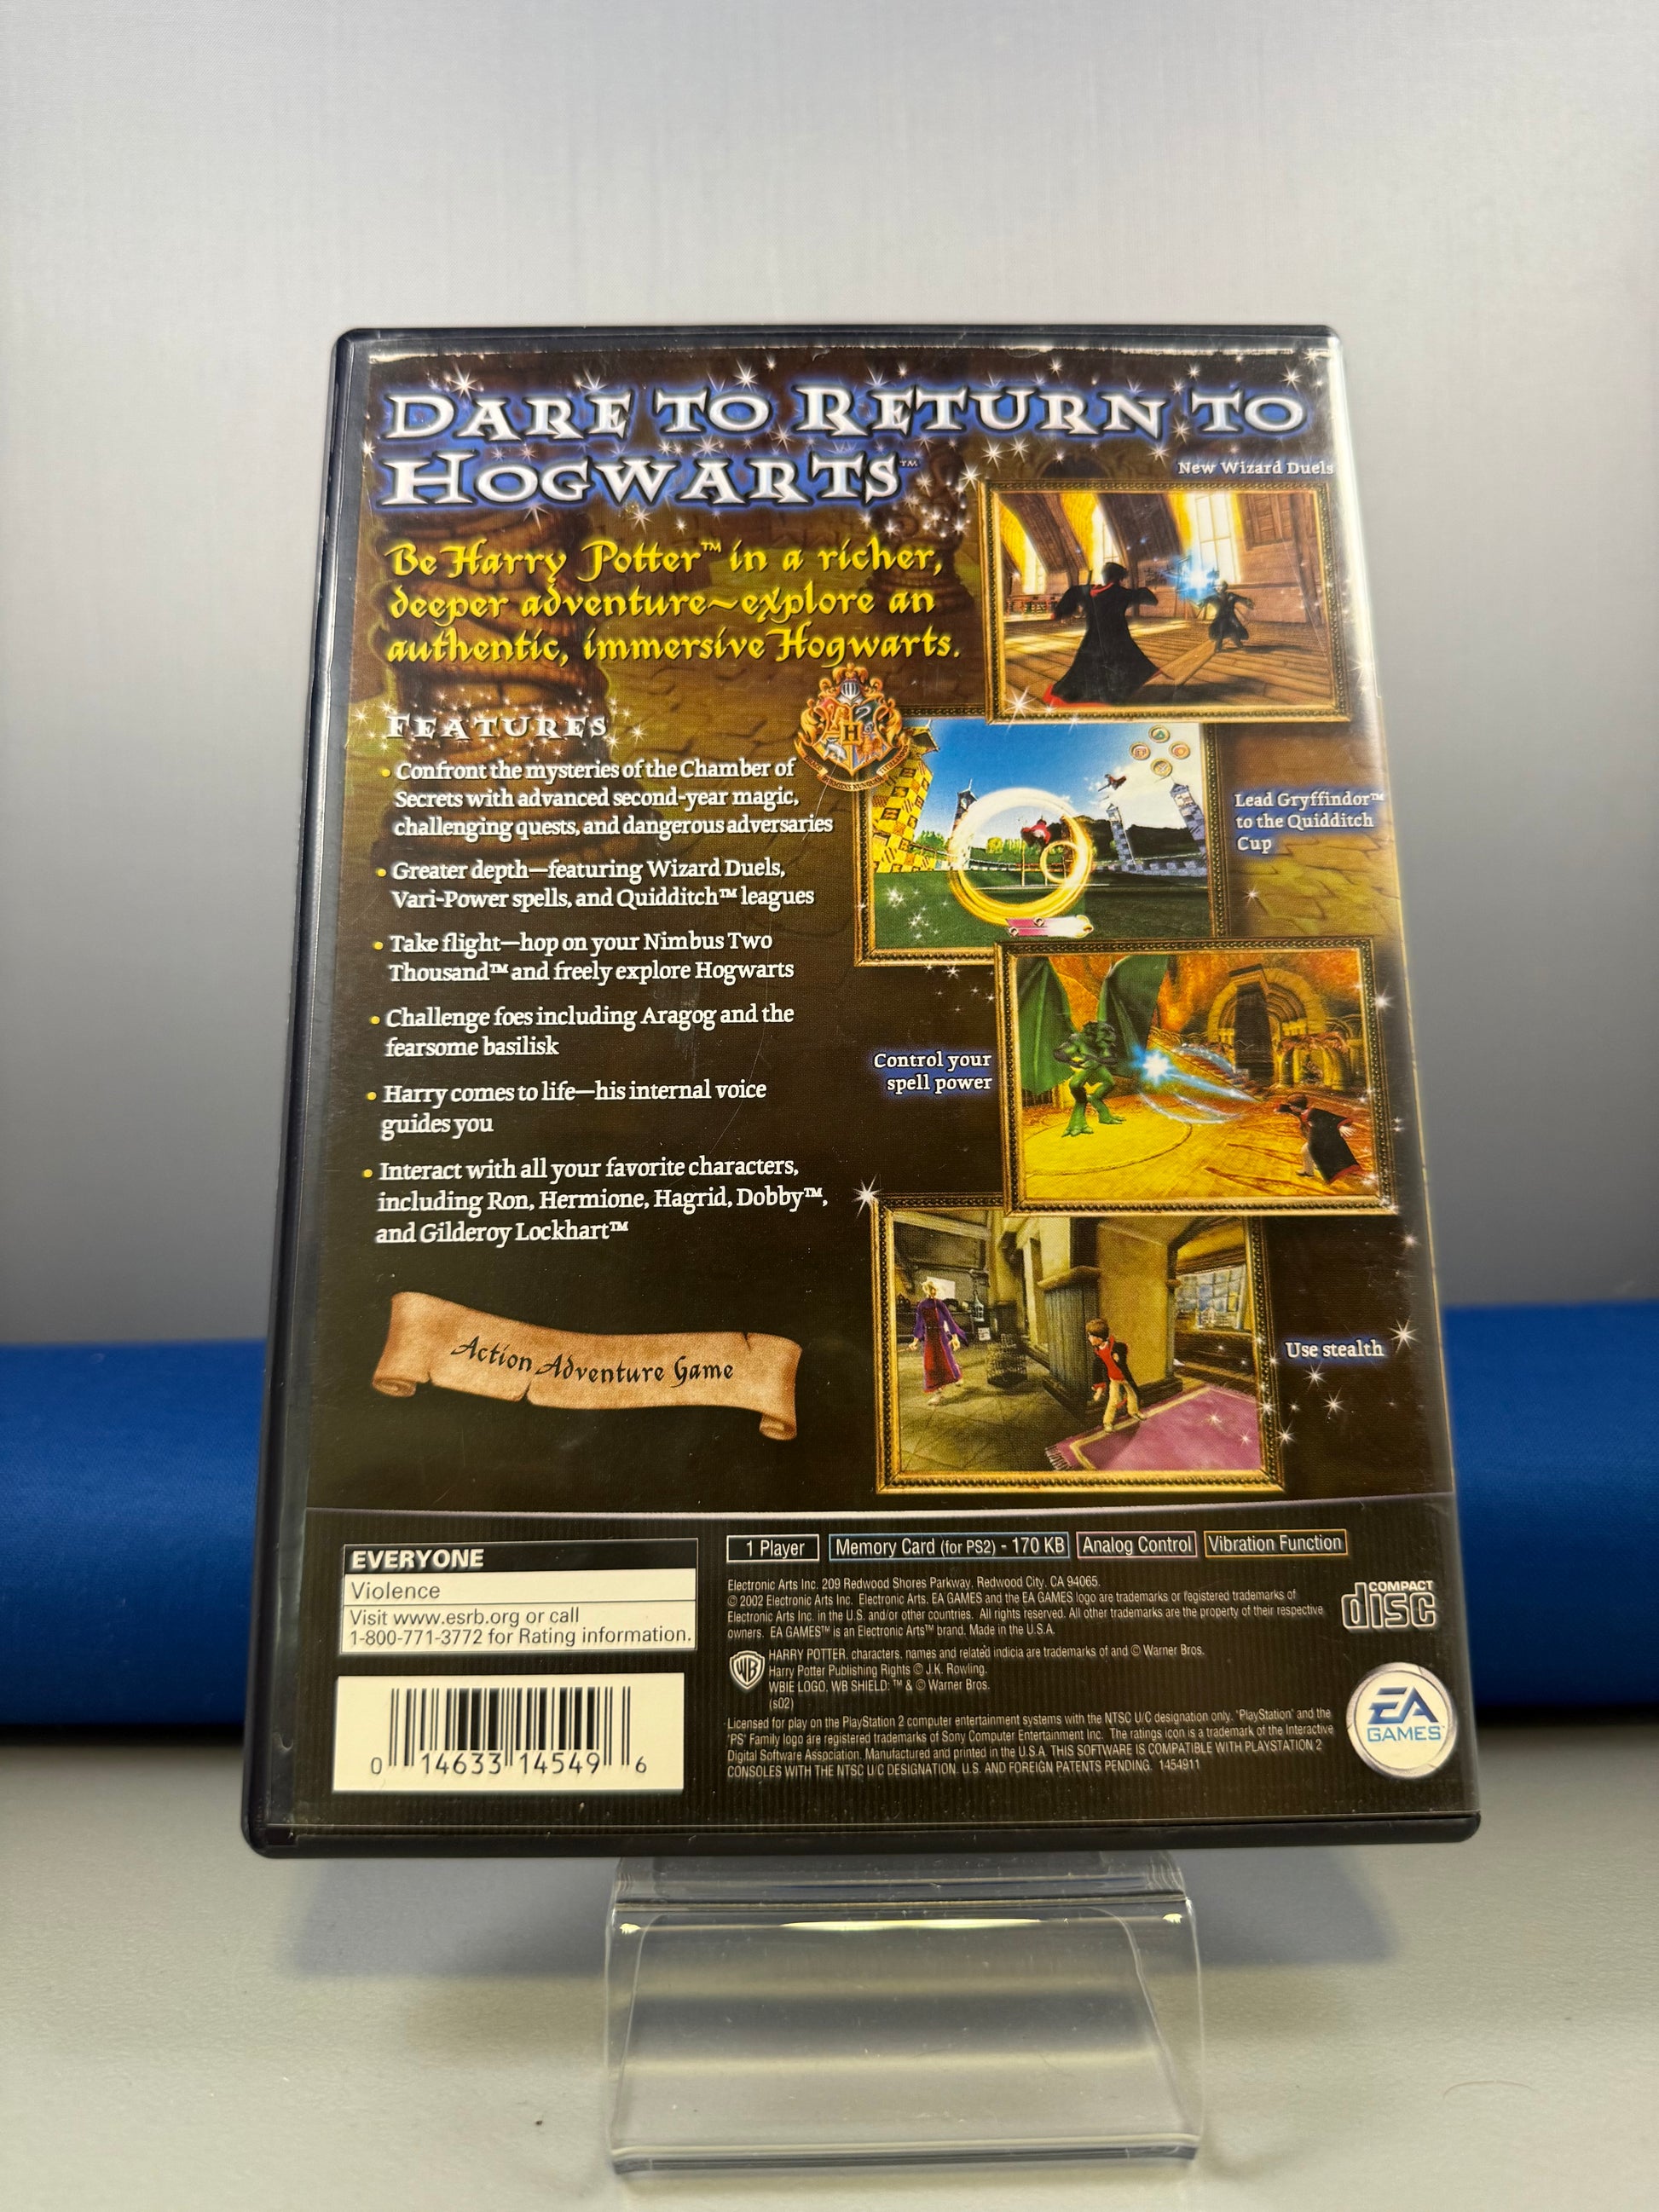 DARE TO RETURN TO
HOGWARTS™
Be Harry Potter™ in a richer,
deeper adventure~explore an
authentic, immersive Hogwarts.
FEATURES
• Confront the mysteries of the Chamber of
Secrets with advanced second-year magic,
challenging quests, and dangerous adversaries
• Greater depth—featuring Wizard Duels,
Vari-Power spells, and Quidditch™ leagues
• Take flight—hop on your Nimbus Two
Thousand™ and freely explore Hogwarts
• Challenge foes including Aragog and the
fearsome basilisk
• Harry comes to life—his internal voice
guides you
• Interact with all your favorite characters,
including Ron, Hermione, Hagrid, Dobby™,
and Gilderoy Lockhart™
Action Adventure Game
New Wizard Duels
H
Lead Gryffindor™
to the Quidditch
Cup
Control your
spell power
Use stealth
EVERYONE
Violence
Visit www.esrb.org or call
1-800-771-3772 for Rating information.
0 14633 14549 6
1 Player
Memory Card (for PS2) - 170 KB
Analog Control
Vibration Function
Electronic Arts Inc. 209 Redwood Shores Parkway, Redwood City, CA 94065.
© 2002 Electronic Arts Inc. Electronic Arts, EA GAMES and the EA GAMES logo are trademarks or registered trademarks of
Electronic Arts Inc. in the U.S. and/or other countries. All rights reserved. All other trademarks are the property of their respective
owners. EA GAMES™ is an Electronic Arts™ brand. Made in the U.S.A.
WB
HARRY POTTER, characters, names and related indicia are trademarks of and © Warner Bros.
Harry Potter Publishing Rights © J.K. Rowling.
WBIE LOGO, WB SHIELD: ™ & © Warner Bros.
(s02)
Licensed for play on the PlayStation 2 computer entertainment systems with the NTSC U/C designation only. "PlayStation" and the
"PS" Family logo are registered trademarks of Sony Computer Entertainment Inc. The ratings icon is a trademark of the Interactive
Digital Software Association. Manufactured and printed in the U.S.A. THIS SOFTWARE IS COMPATIBLE WITH PLAYSTATION 2
CONSOLES WITH THE NTSC U/C DESIGNATION. U.S. AND FOREIGN PATENTS PENDING. 1454911
COMPACT
disc
EA
GAMES™